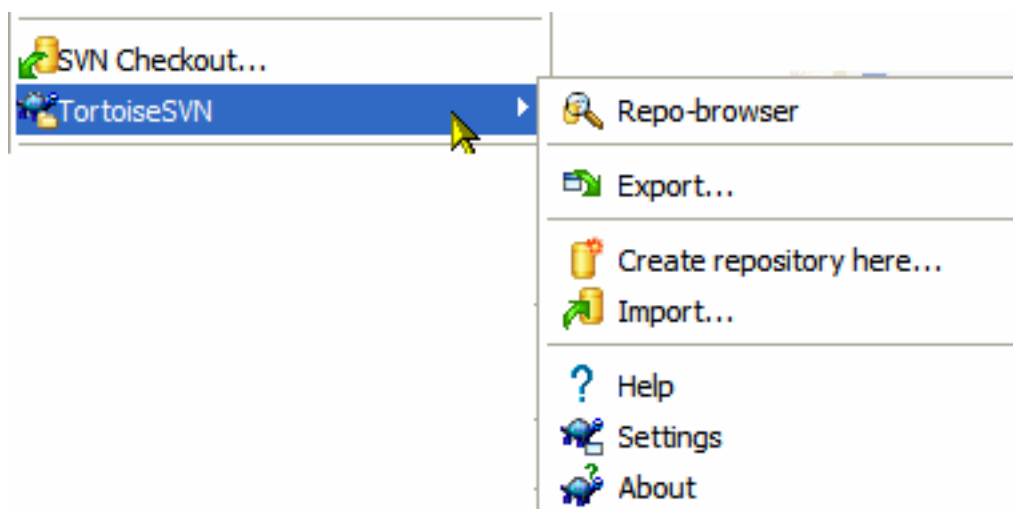 SVN Checkout...
TortoiseSVN
Repo-browser
Export...
Create repository here...
Import...
Help
Settings
About